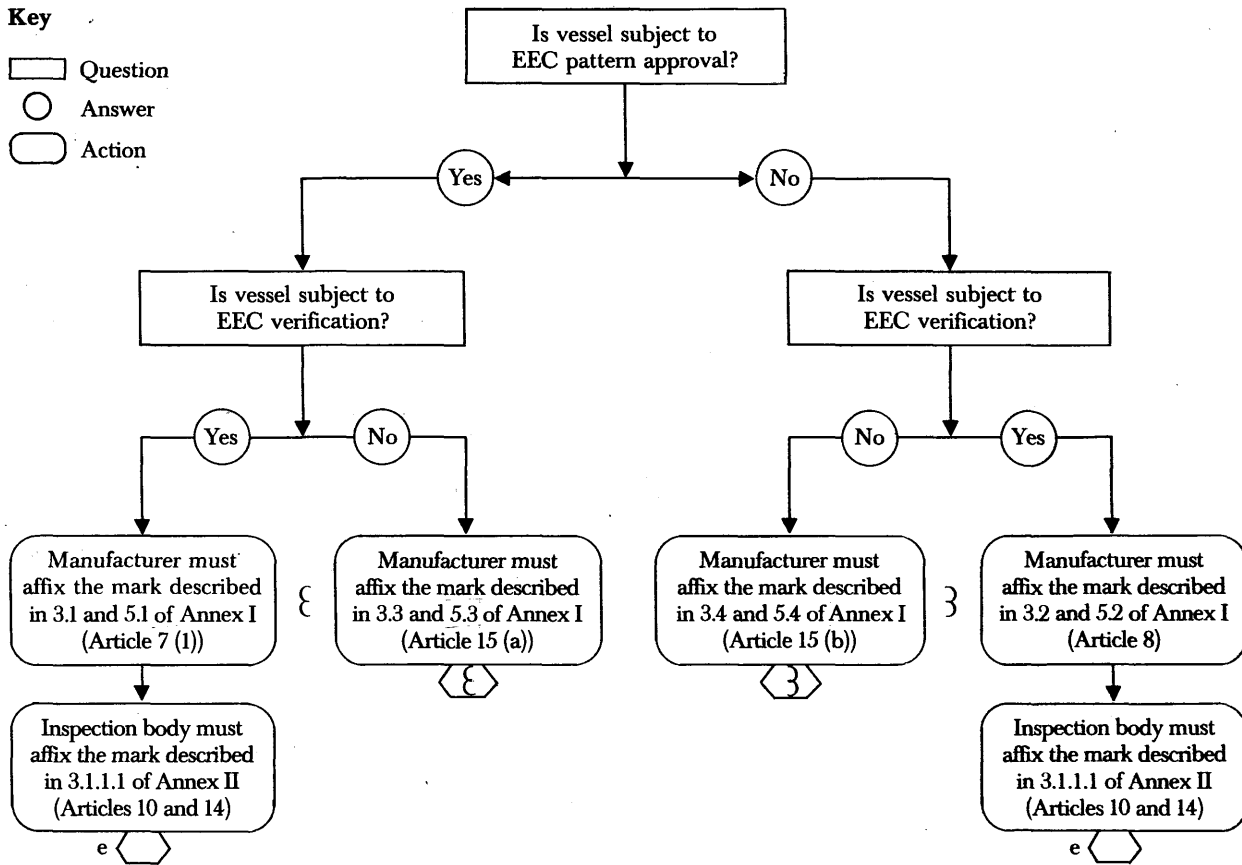 Key
Question
Answer
Action
Is vessel subject to
EEC pattern approval?
Yes
No
Is vessel subject to
EEC verification?
Is vessel subject to
EEC verification?
Yes
No
No
Yes
Manufacturer must
affix the mark described
in 3.1 and 5.1 of Annex I
(Article 7 (1))
Manufacturer must
affix the mark described
in 3.3 and 5.3 of Annex I
(Article 15 (a))
Manufacturer must
affix the mark described
in 3.4 and 5.4 of Annex I
(Article 15 (b))
Manufacturer must
affix the mark described
in 3.2 and 5.2 of Annex I
(Article 8)
Inspection body must
affix the mark described
in 3.1.1.1 of Annex II
(Articles 10 and 14)
Inspection body must
affix the mark described
in 3.1.1.1 of Annex II
(Articles 10 and 14)
e
e